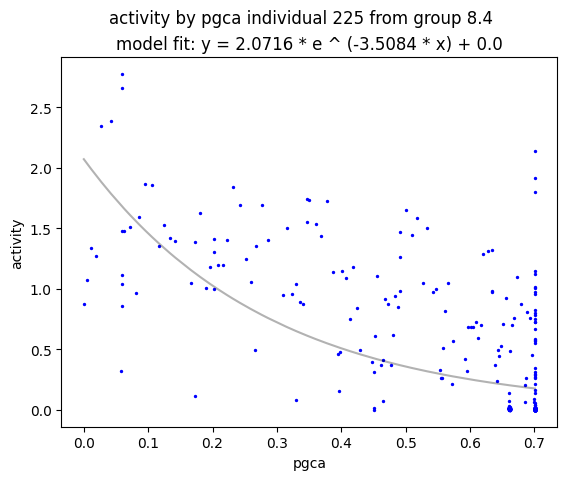 activity by pgca individual 225 from group 8.4
model fit: y = 2.0716 * e ^ (-3.5084 * x) + 0.0
2.5
2.0
1.5
1.0
0.5
0.0
activity
0.0 0.1 0.2 0.3 0.4 0.5 0.6 0.7
pgca